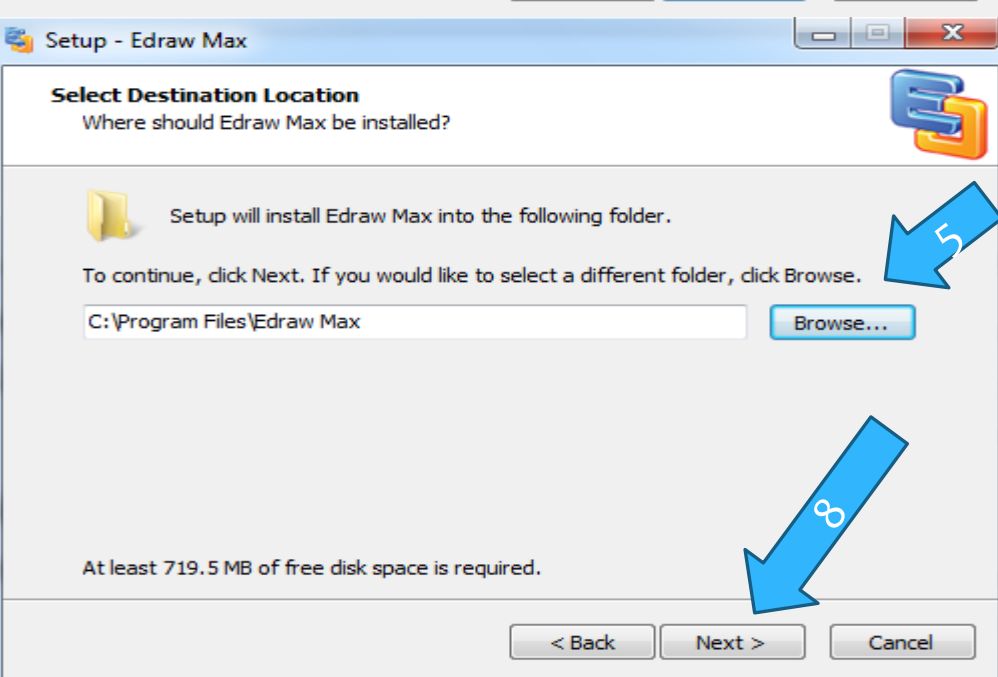 Setup - Edraw Max
Select Destination Location
Where should Edraw Max be installed?
Setup will install Edraw Max into the following folder.
5
To continue, click Next. If you would like to select a different folder, click Browse.
C:\Program Files\Edraw Max
Browse...
8
At least 719.5 MB of free disk space is required.
< Back
Next >
Cancel